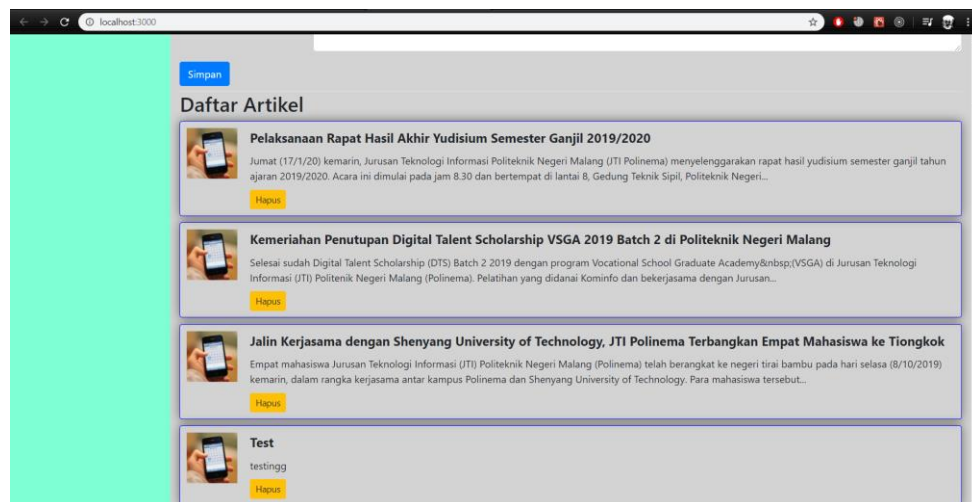 localhost:3000
Simpan
Daftar Artikel
Pelaksanaan Rapat Hasil Akhir Yudisium Semester Ganjil 2019/2020
Jumat (17/1/20) kemarin, Jurusan Teknologi Informasi Politeknik Negeri Malang (JTI Polinema) menyelenggarakan rapat hasil yudisium semester ganjil tahun
ajaran 2019/2020. Acara ini dimulai pada jam 8.30 dan bertempat di lantai 8, Gedung Teknik Sipil, Politeknik Negeri...
Hapus
Kemeriahan Penutupan Digital Talent Scholarship VSGA 2019 Batch 2 di Politeknik Negeri Malang
Selesai sudah Digital Talent Scholarship (DTS) Batch 2 2019 dengan program Vocational School Graduate Academy&nbsp;(VSGA) di Jurusan Teknologi
Informasi (JTI) Politenik Negeri Malang (Polinema). Pelatihan yang didanai Kominfo dan bekerjasama dengan Jurusan...
Hapus
Jalin Kerjasama dengan Shenyang University of Technology, JTI Polinema Terbangkan Empat Mahasiswa ke Tiongkok
Empat mahasiswa Jurusan Teknologi Informasi (JTI) Politeknik Negeri Malang (Polinema) telah berangkat ke negeri tirai bambu pada hari selasa (8/10/2019)
kemarin, dalam rangka kerjasama antar kampus Polinema dan Shenyang University of Technology. Para mahasiswa tersebut...
Hapus
Test
testingg
Hapus